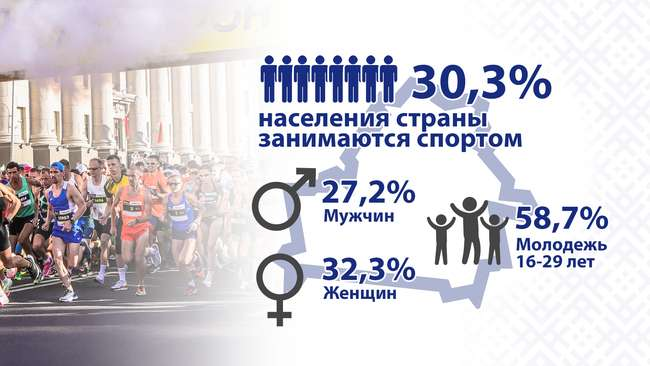 30,3%
населения страны
занимаются спортом
27,2%
Мужчин
58,7%
Молодежь
16-29 лет
32,3%
Женщин